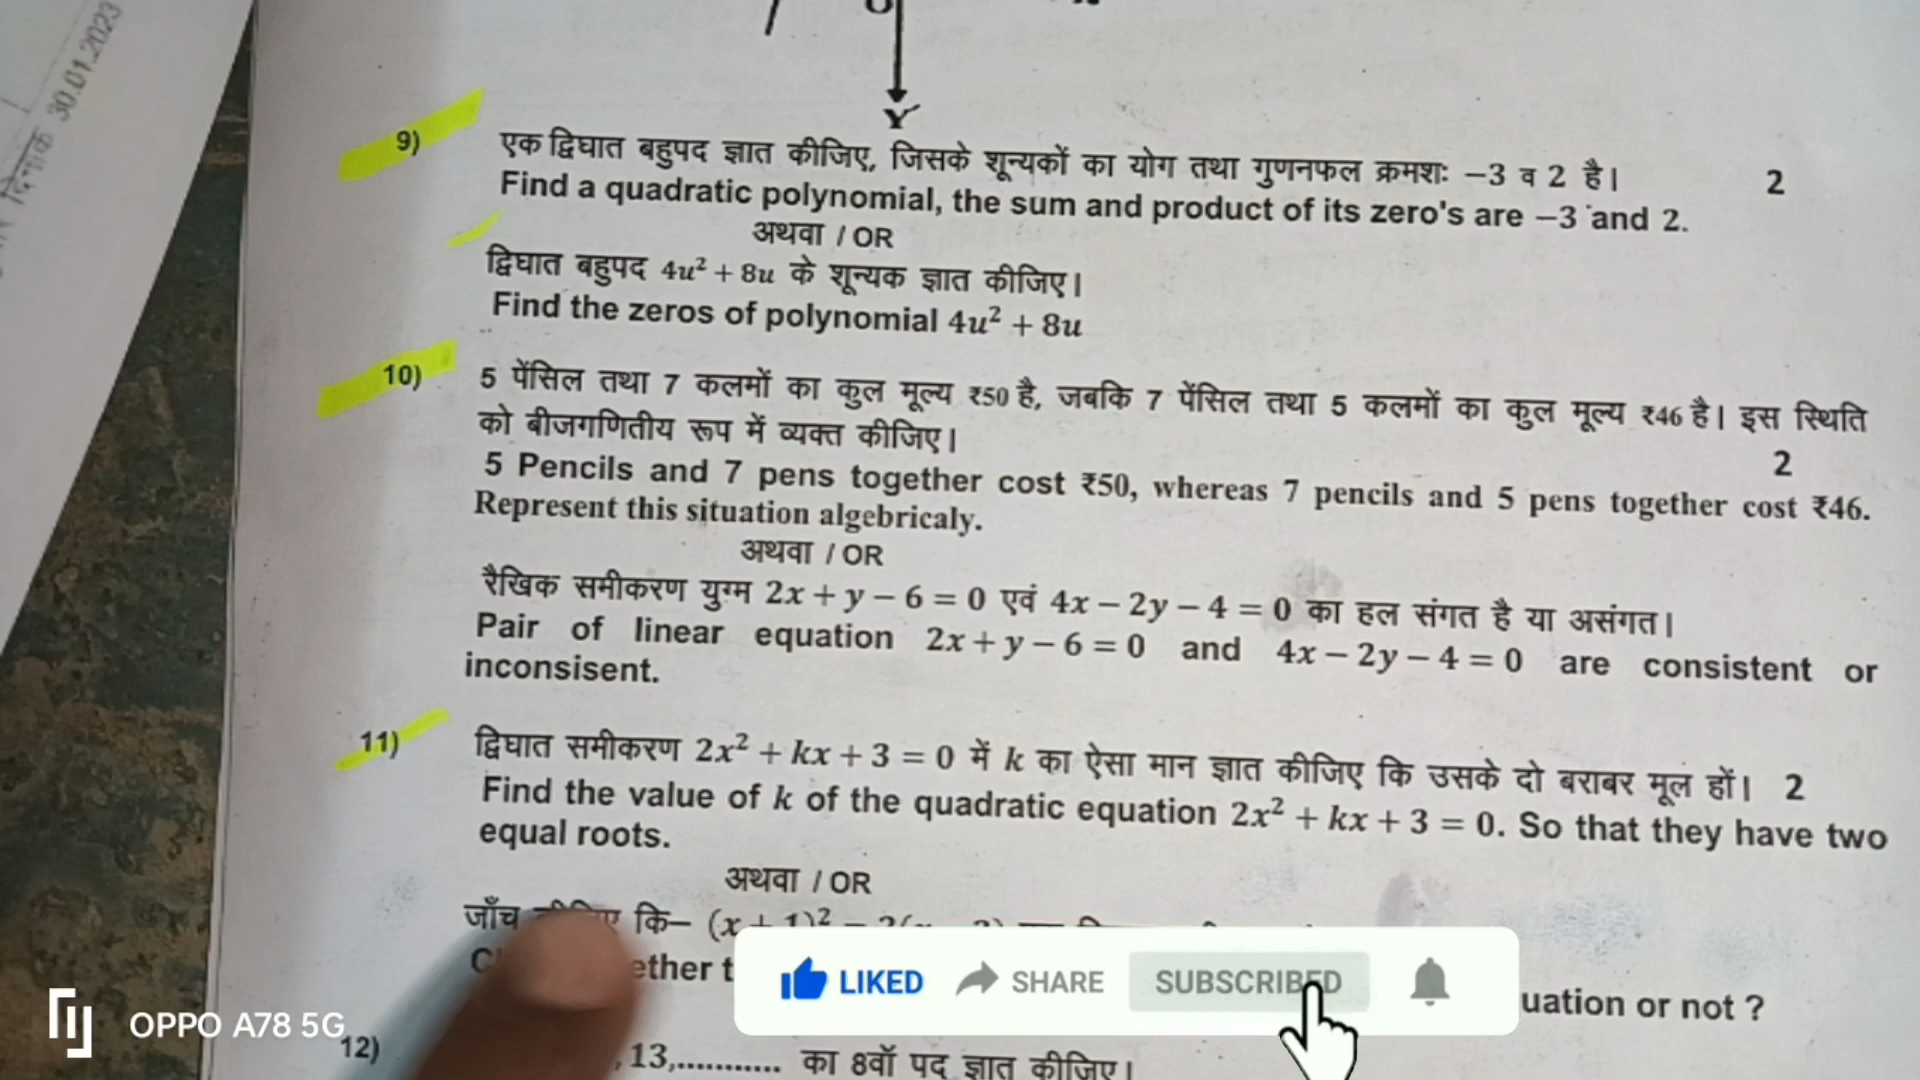 दिनांक 30.01.2023
O
Y
9) एक द्विघात बहुपद ज्ञात कीजिए, जिसके शून्यकों का योग तथा गुणनफल क्रमशः −3 व 2 है। 2
Find a quadratic polynomial, the sum and product of its zero's are −3 and 2.
अथवा / OR
द्विघात बहुपद 4u² + 8u के शून्यक ज्ञात कीजिए।
Find the zeros of polynomial 4u² + 8u
10) 5 पेंसिल तथा 7 कलमों का कुल मूल्य ₹50 है, जबकि 7 पेंसिल तथा 5 कलमों का कुल मूल्य ₹46 है। इस स्थिति
को बीजगणितीय रूप में व्यक्त कीजिए। 2
5 Pencils and 7 pens together cost ₹50, whereas 7 pencils and 5 pens together cost ₹46.
Represent this situation algebricaly.
अथवा / OR
रैखिक समीकरण युग्म 2x + y − 6 = 0 एवं 4x − 2y − 4 = 0 का हल संगत है या असंगत।
Pair of linear equation 2x + y − 6 = 0 and 4x − 2y − 4 = 0 are consistent or
inconsisent.
11) द्विघात समीकरण 2x² + kx + 3 = 0 में k का ऐसा मान ज्ञात कीजिए कि उसके दो बराबर मूल हों। 2
Find the value of k of the quadratic equation 2x² + kx + 3 = 0. So that they have two
equal roots.
अथवा / OR
जाँच कि− (x + 1)²
uation or not ?
LIKED SHARE SUBSCRIBED
OPPO A78 5G
12) 13,............ का 8वाँ पद ज्ञात कीजिए।